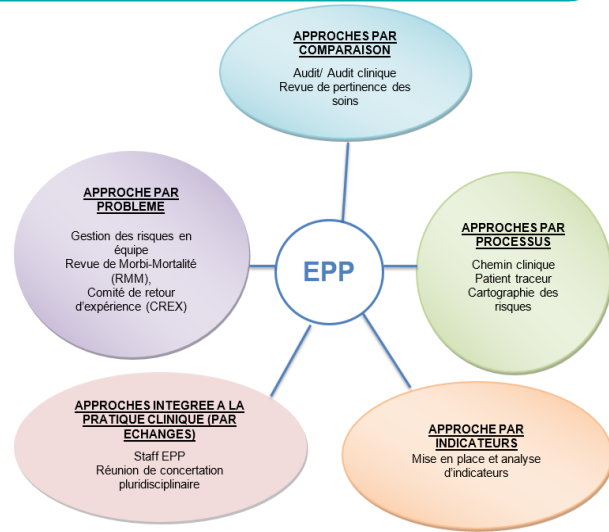 APPROCHES PAR
COMPARAISON
Audit/ Audit clinique
Revue de pertinence des
soins
APPROCHE PAR
PROBLEME
Gestion des risques en
équipe
Revue de Morbi-Mortalité
(RMM),
Comité de retour
d'expérience (CREX)
EPP
APPROCHES PAR
PROCESSUS
Chemin clinique
Patient traceur
Cartographie des
risques
APPROCHES INTEGREE A LA
PRATIQUE CLINIQUE (PAR
ECHANGES)
Staff EPP
Réunion de concertation
pluridisciplinaire
APPROCHE PAR
INDICATEURS
Mise en place et analyse
d'indicateurs